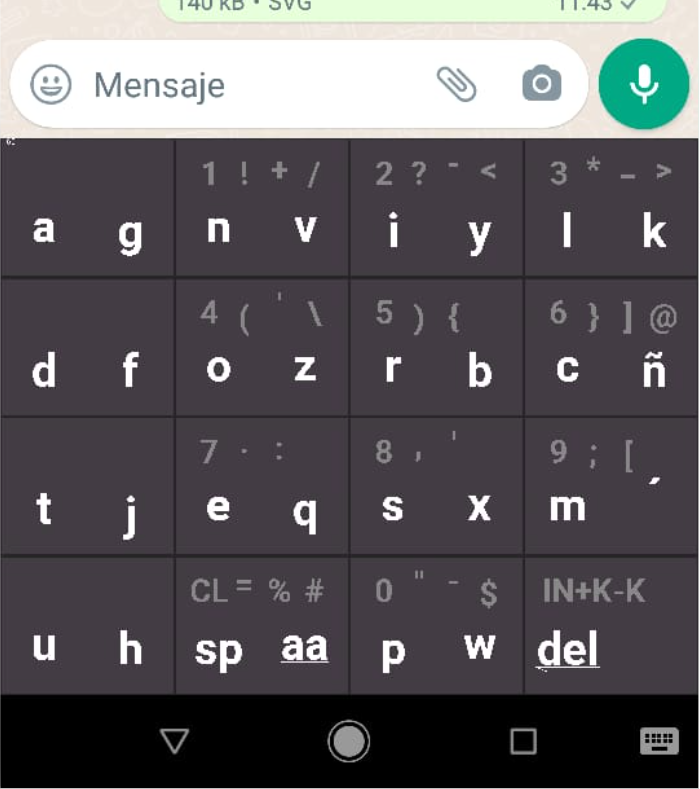 140 kB • SVG 11:43
Mensaje
1 ! + / 2 ? - < 3 * – >
a g n v i y l k
4 ( ' \ 5 ) { 6 } ] @
d f o z r b c ñ
7 · : 8 , ' 9 ; [
t j e q s x m ´
CL = % # 0 " - $ IN+K-K
u h sp aa p w del